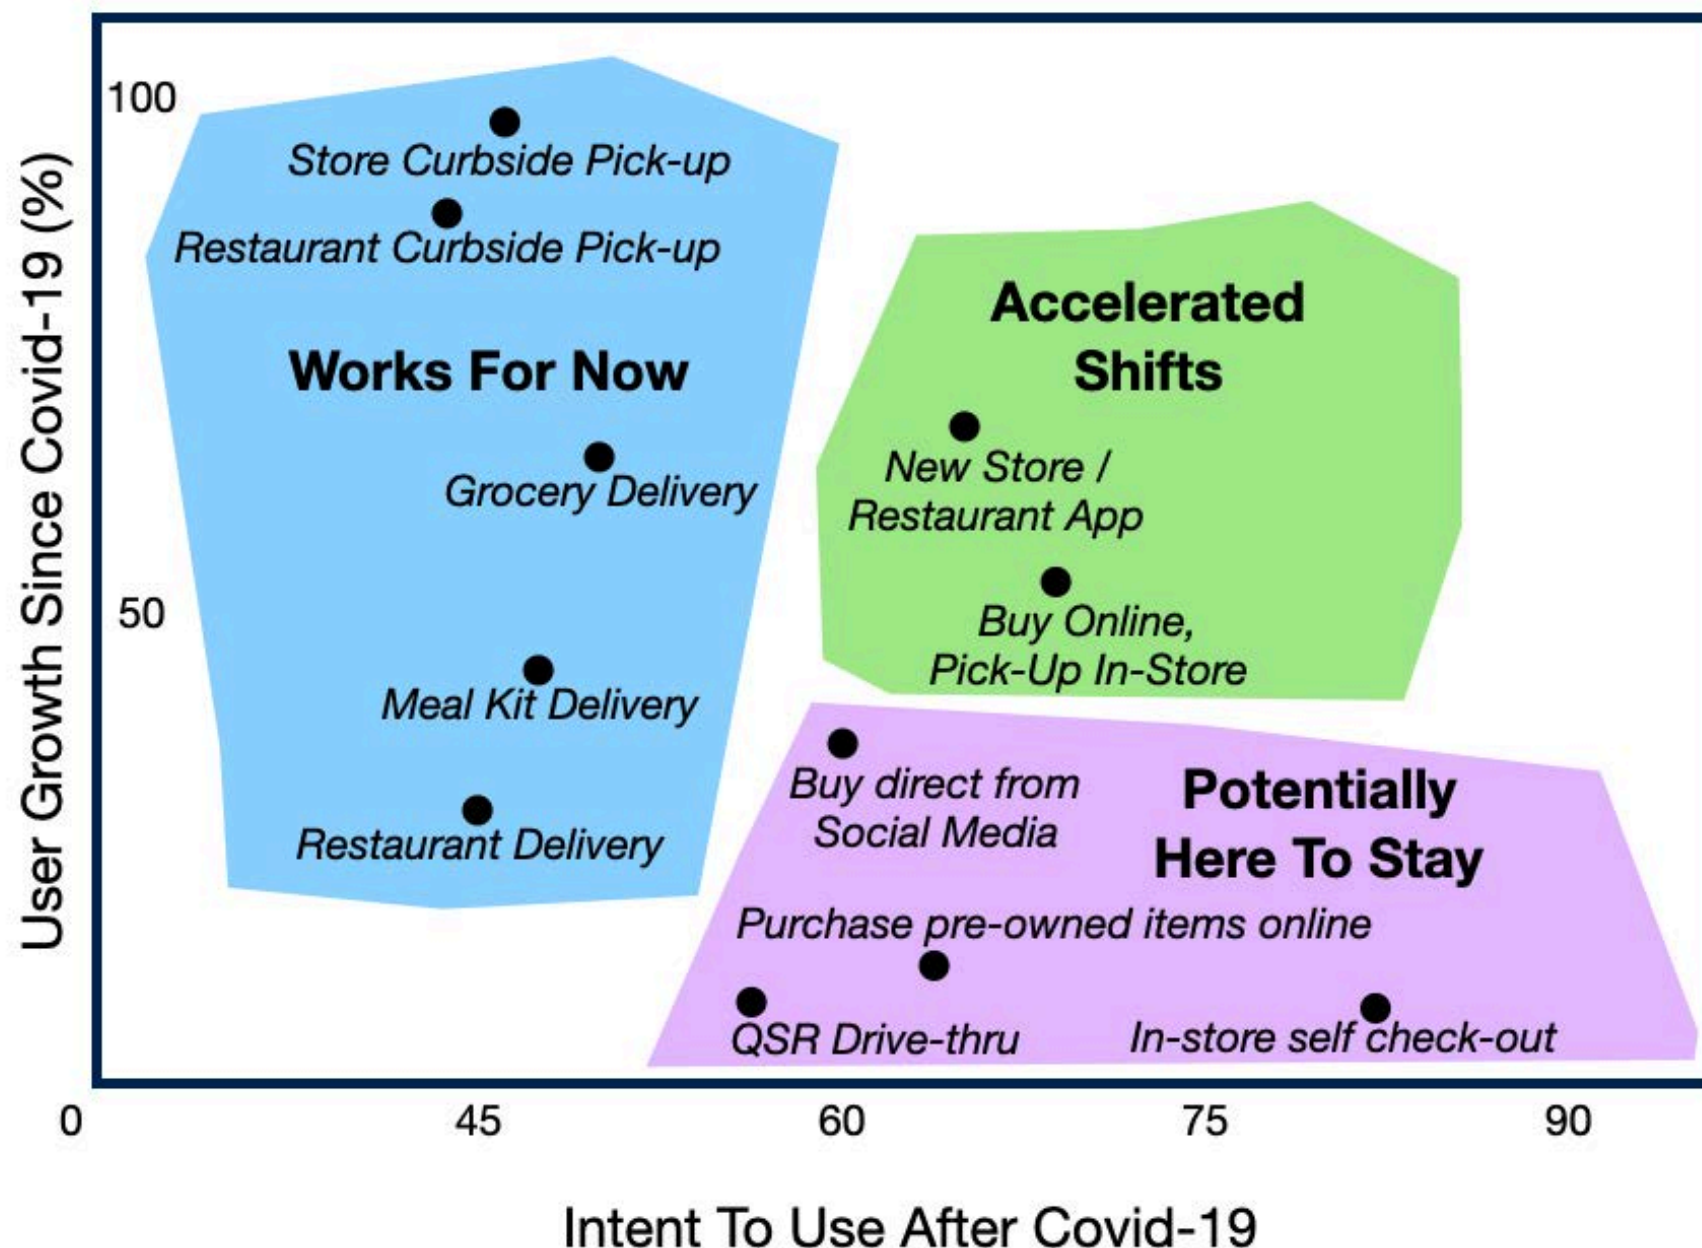 User Growth Since Covid-19 (%)
100
Store Curbside Pick-up
Restaurant Curbside Pick-up
Works For Now
Grocery Delivery
50
Meal Kit Delivery
Restaurant Delivery
Accelerated
Shifts
New Store /
Restaurant App
Buy Online,
Pick-Up In-Store
Buy direct from
Social Media
Potentially
Here To Stay
Purchase pre-owned items online
QSR Drive-thru
In-store self check-out
0 45 60 75 90
Intent To Use After Covid-19